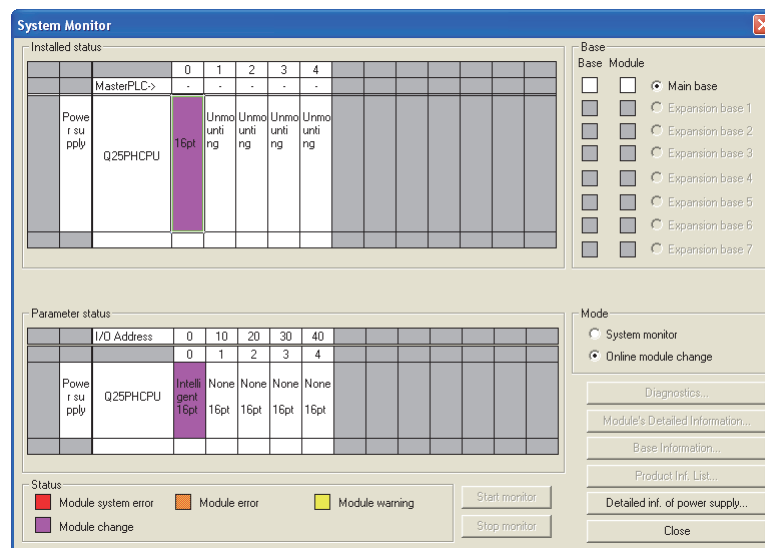 System Monitor
Installed status
0 1 2 3 4
MasterPLC-> - - - - -
Powe
r su
pply
Q25PHCPU
16pt
Unmo
unti
ng
Unmo
unti
ng
Unmo
unti
ng
Unmo
unti
ng
Base
Base Module
Main base
Expansion base 1
Expansion base 2
Expansion base 3
Expansion base 4
Expansion base 5
Expansion base 6
Expansion base 7
Parameter status
I/O Address 0 10 20 30 40
0 1 2 3 4
Powe
r su
pply
Q25PHCPU
Intelli
gent
16pt
None
16pt
None
16pt
None
16pt
None
16pt
Mode
System monitor
Online module change
Diagnostics...
Module's Detailed Information...
Base Information...
Product Inf. List...
Detailed inf. of power supply...
Close
Status
Module system error
Module error
Module warning
Module change
Start monitor
Stop monitor